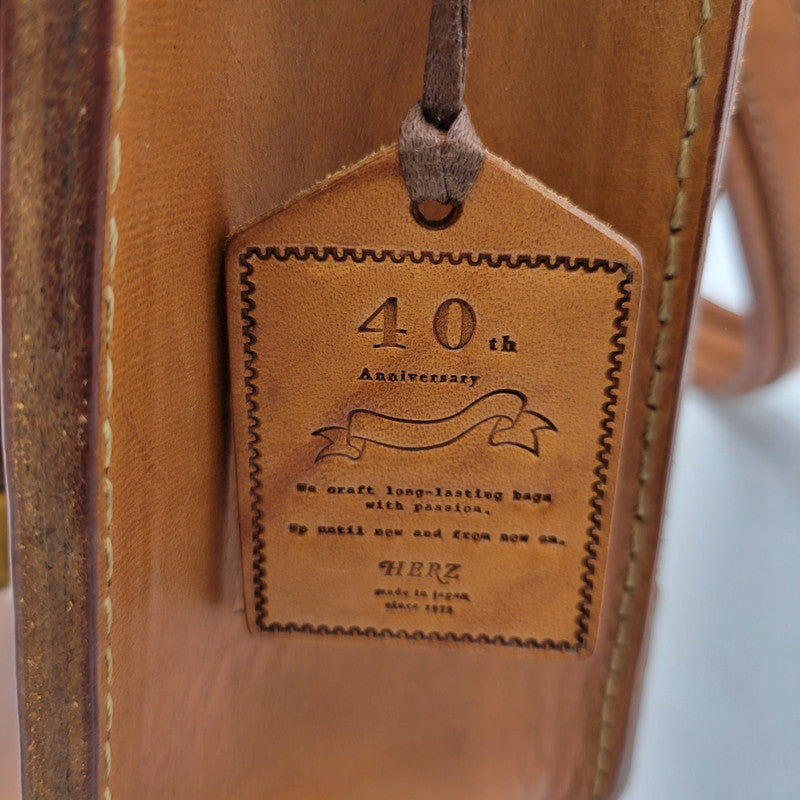 40th
Anniversary
We craft long-lasting bags
with passion.
Up until now and from now on.
HERZ
made in japan
since 1973